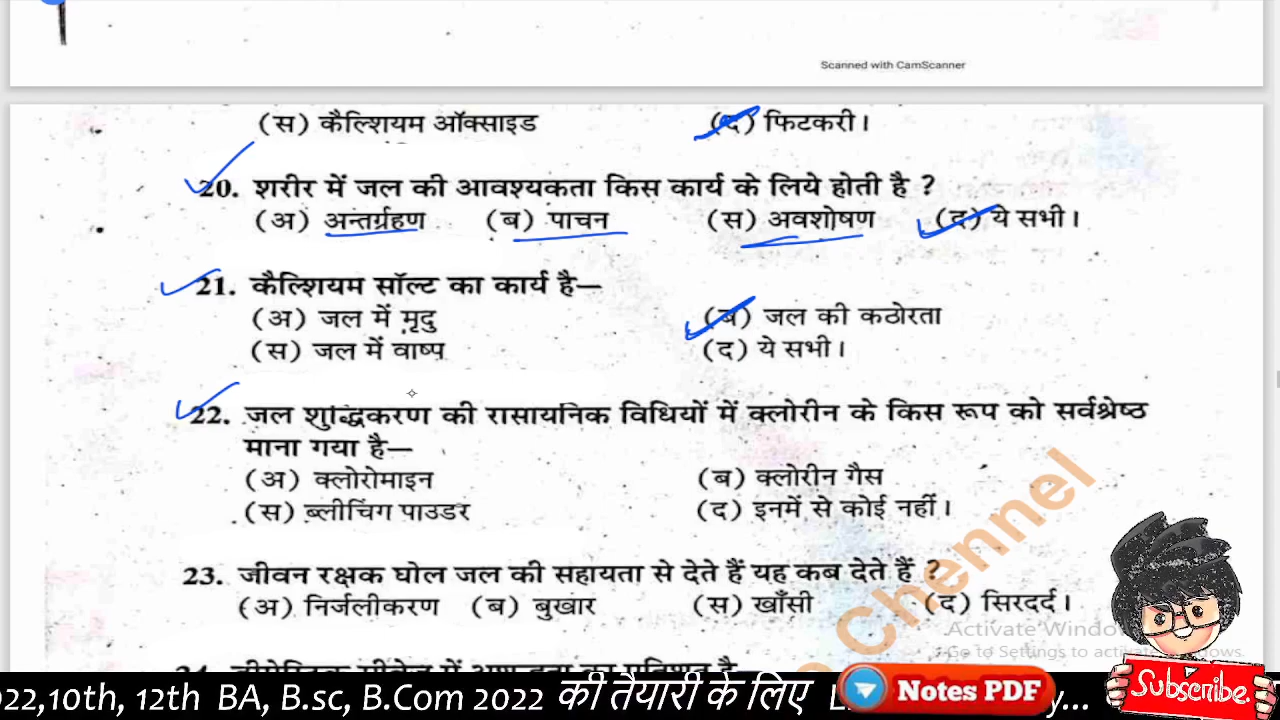 Scanned with CamScanner
(स) कैल्शियम ऑक्साइड (द) फिटकरी।
20. शरीर में जल की आवश्यकता किस कार्य के लिये होती है ?
(अ) अन्तर्ग्रहण (ब) पाचन (स) अवशोषण (द) ये सभी।
21. कैल्शियम सॉल्ट का कार्य है—
(अ) जल में मृदु (ब) जल की कठोरता
(स) जल में वाष्प (द) ये सभी।
22. जल शुद्धिकरण की रासायनिक विधियों में क्लोरीन के किस रूप को सर्वश्रेष्ठ
माना गया है—
(अ) क्लोरोमाइन (ब) क्लोरीन गैस
(स) ब्लीचिंग पाउडर (द) इनमें से कोई नहीं।
23. जीवन रक्षक घोल जल की सहायता से देते हैं यह कब देते हैं ?
(अ) निर्जलीकरण (ब) बुखार (स) खाँसी (द) सिरदर्द।
Chennel
Activate Windo
Go to Settings to activate Windows.
022,10th, 12th BA, B.sc, B.Com 2022 की तैयारी के लिए
Notes PDF
Subscribe